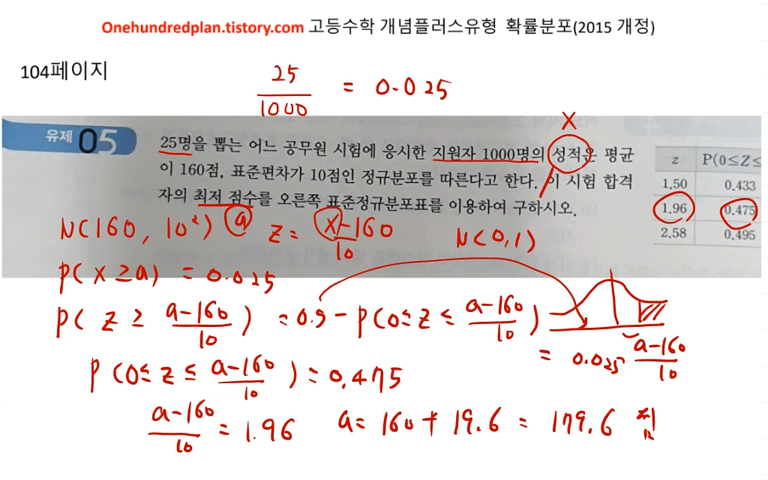 Onehundredplan.tistory.com 고등수학 개념플러스유형 확률분포(2015 개정)
104페이지
25/1000 = 0.025
X
유제 05
25명을 뽑는 어느 공무원 시험에 응시한 지원자 1000명의 성적은 평균
이 160점, 표준편차가 10점인 정규분포를 따른다고 한다. 이 시험 합격
자의 최저 점수를 오른쪽 표준정규분포표를 이용하여 구하시오.
z P(0≤Z≤
1.50 0.433
1.96 0.475
2.58 0.495
N(160, 10²) a Z = (X-160)/10 N(0,1)
P(X≥a) = 0.025
P(Z ≥ (a-160)/10) = 0.5 - P(0≤Z≤ (a-160)/10)
= 0.025 (a-160)/10
P(0≤Z≤ (a-160)/10) = 0.475
(a-160)/10 = 1.96 a = 160 + 19.6 = 179.6